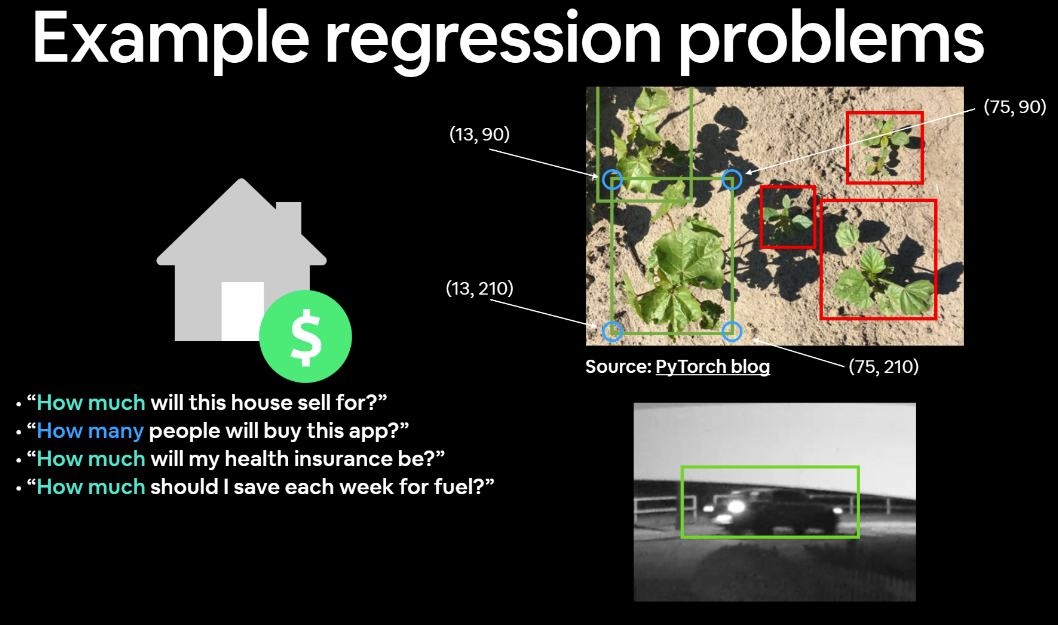 Example regression problems
(13, 90)
(75, 90)
(13, 210)
(75, 210)
$
Source: PyTorch blog
• “How much will this house sell for?”
• “How many people will buy this app?”
• “How much will my health insurance be?”
• “How much should I save each week for fuel?”